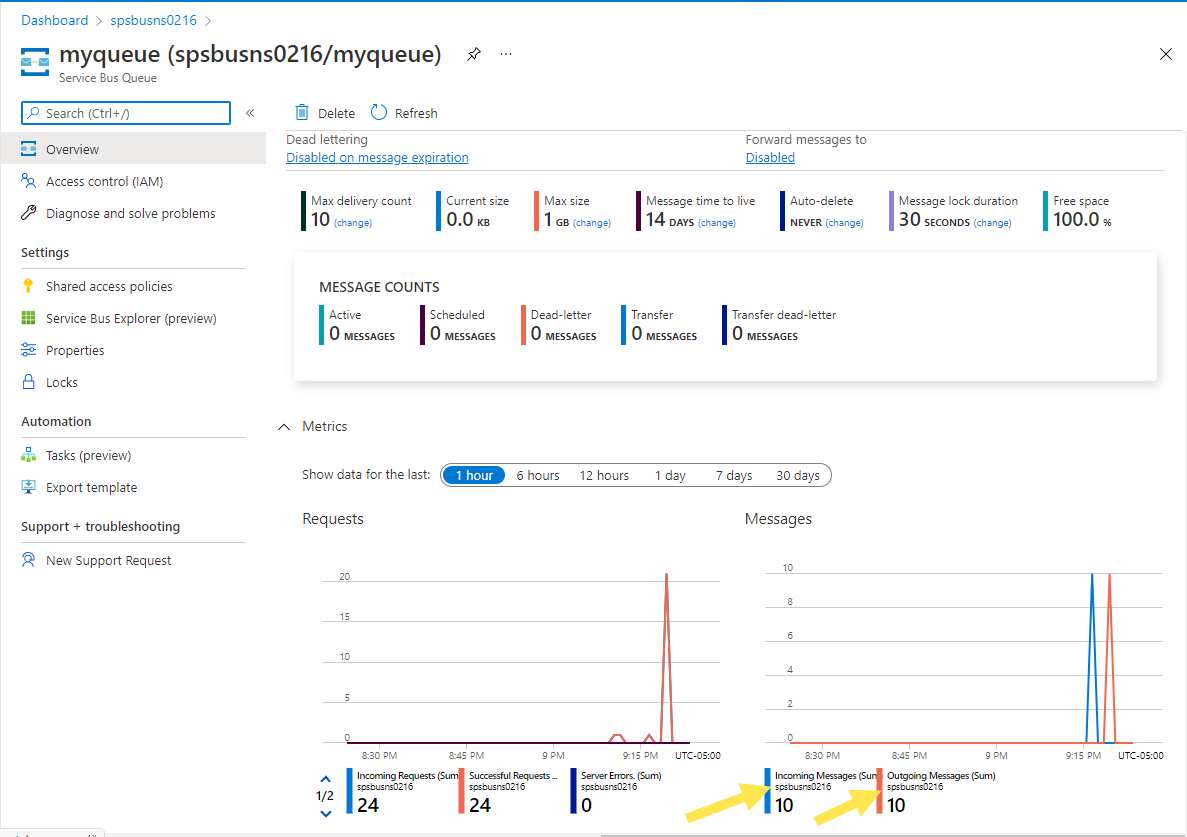 Dashboard > spsbusns0216 >
myqueue (spsbusns0216/myqueue) ...
Service Bus Queue
Search (Ctrl+/) «
Overview
Access control (IAM)
Diagnose and solve problems
Settings
Shared access policies
Service Bus Explorer (preview)
Properties
Locks
Automation
Tasks (preview)
Export template
Support + troubleshooting
New Support Request
Delete Refresh
Dead lettering Forward messages to
Disabled on message expiration Disabled
Max delivery count Current size Max size Message time to live Auto-delete Message lock duration Free space
10 (change) 0.0 KB 1 GB (change) 14 DAYS (change) NEVER (change) 30 SECONDS (change) 100.0 %
MESSAGE COUNTS
Active Scheduled Dead-letter Transfer Transfer dead-letter
0 MESSAGES 0 MESSAGES 0 MESSAGES 0 MESSAGES 0 MESSAGES
Metrics
Show data for the last: 1 hour 6 hours 12 hours 1 day 7 days 30 days
Requests
20
15
10
5
0
8:30 PM 8:45 PM 9 PM 9:15 PM UTC-05:00
1/2
Incoming Requests (Sum) Successful Requests ... Server Errors. (Sum)
spsbusns0216 spsbusns0216 spsbusns0216
24 24 0
Messages
10
8
6
4
2
0
8:30 PM 8:45 PM 9 PM 9:15 PM UTC-05:00
Incoming Messages (Sum) Outgoing Messages (Sum)
spsbusns0216 spsbusns0216
10 10